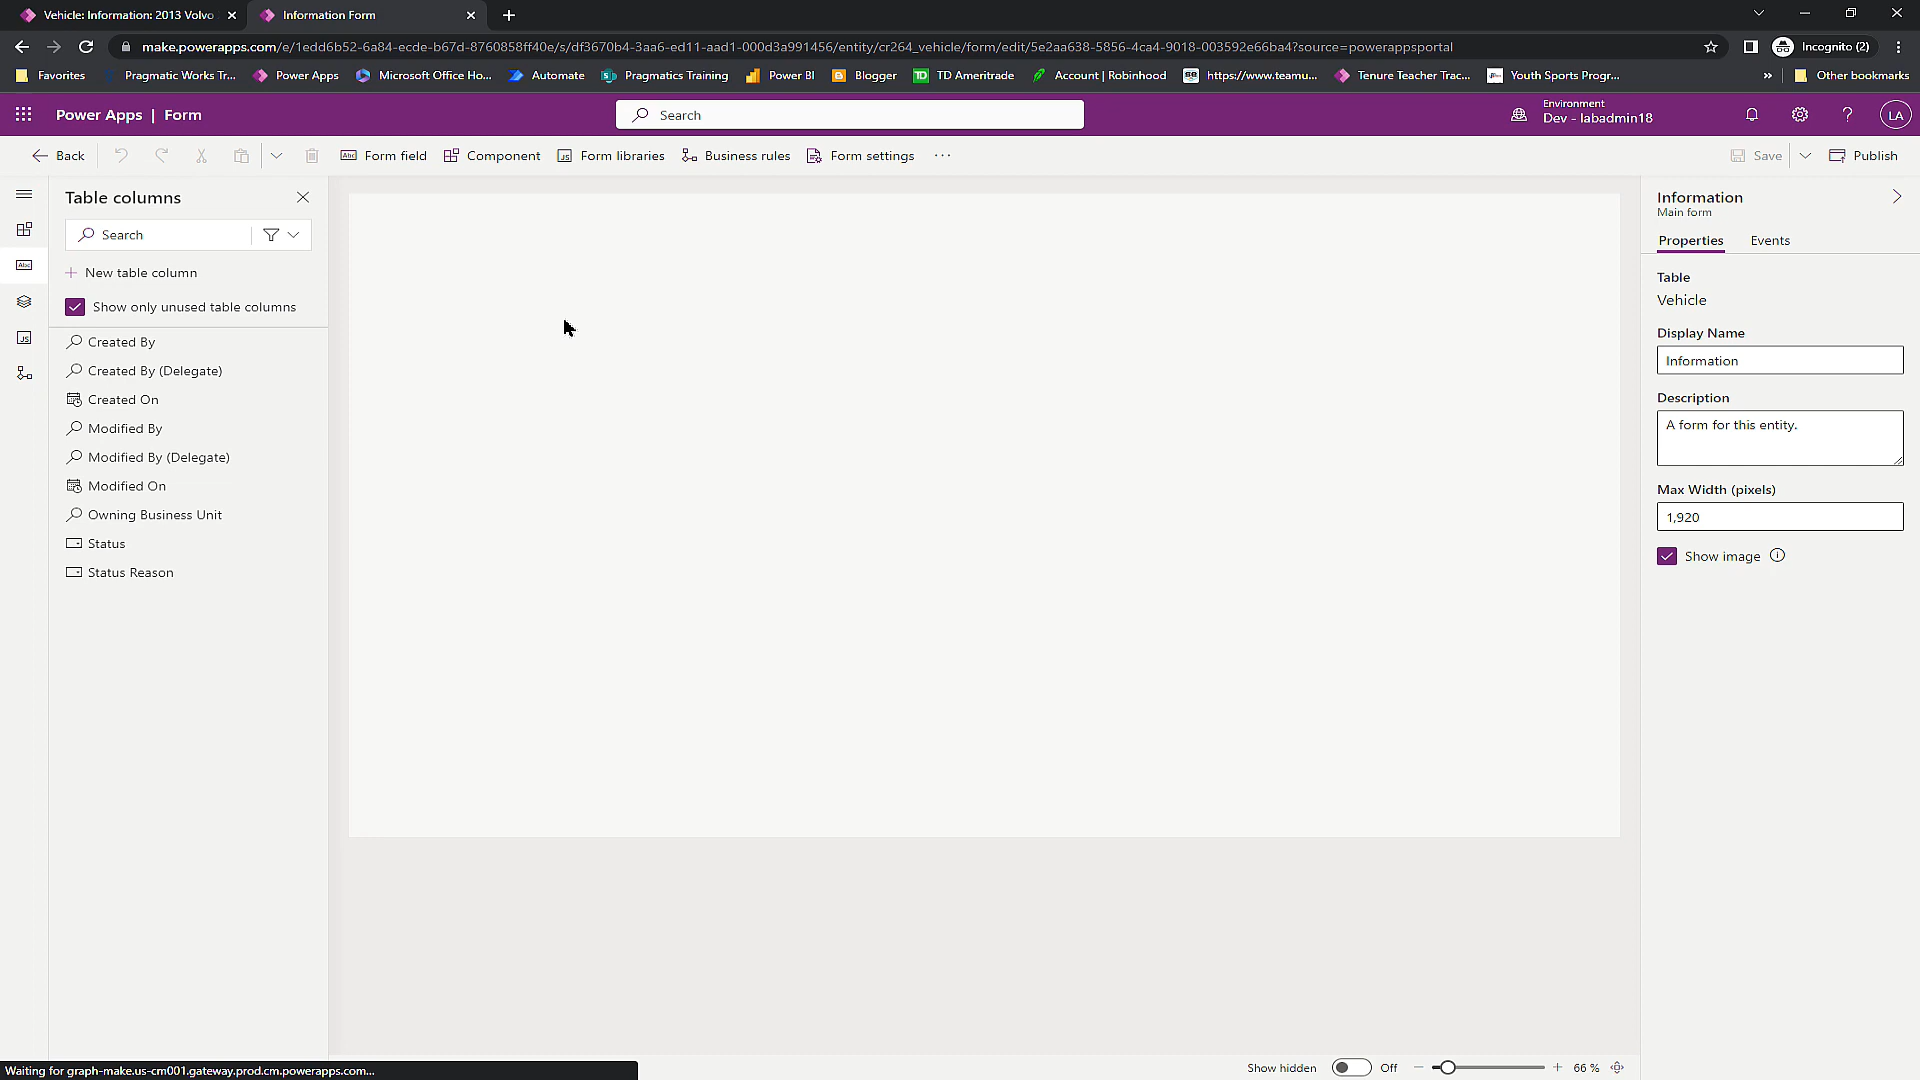 Vehicle: Information: 2013 Volvo
Information Form
make.powerapps.com/e/1edd6b52-6a84-ecde-b67d-8760858ff40e/s/df3670b4-3aa6-ed11-aad1-000d3a991456/entity/cr264_vehicle/form/edit/5e2aa638-5856-4ca4-9018-003592e66ba4?source=powerappsportal
Incognito (2)
Favorites
Pragmatic Works Tr...
Power Apps
Microsoft Office Ho...
Automate
Pragmatics Training
Power BI
Blogger
TD Ameritrade
Account | Robinhood
https://www.teamu...
Tenure Teacher Trac...
Youth Sports Progr...
»
Other bookmarks
Power Apps | Form
Search
Environment
Dev - labadmin18
LA
Back
Form field
Component
Form libraries
Business rules
Form settings
...
Save
Publish
Table columns
Search
New table column
Show only unused table columns
Created By
Created By (Delegate)
Created On
Modified By
Modified By (Delegate)
Modified On
Owning Business Unit
Status
Status Reason
Information
Main form
Properties
Events
Table
Vehicle
Display Name
Information
Description
A form for this entity.
Max Width (pixels)
1,920
Show image
Waiting for graph-make.us-cm001.gateway.prod.cm.powerapps.com...
Show hidden
Off
66 %